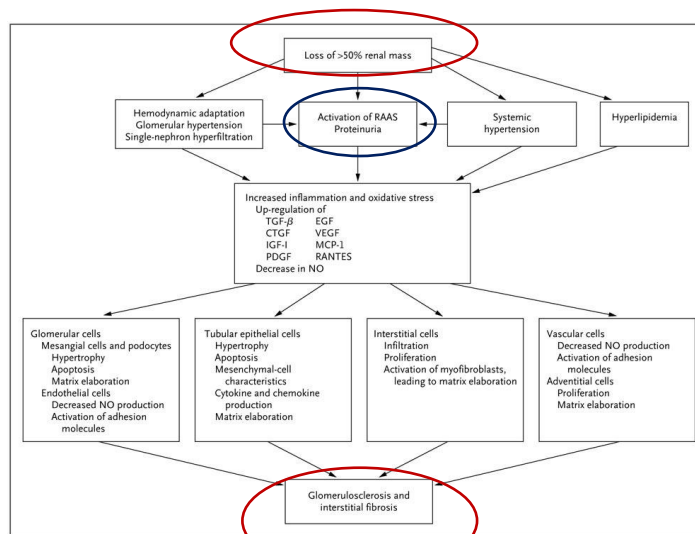 Loss of >50% renal mass
Hemodynamic adaptation
Glomerular hypertension
Single-nephron hyperfiltration
Activation of RAAS
Proteinuria
Systemic
hypertension
Hyperlipidemia
Increased inflammation and oxidative stress
Up-regulation of
TGF-β EGF
CTGF VEGF
IGF-I MCP-1
PDGF RANTES
Decrease in NO
Glomerular cells
Mesangial cells and podocytes
Hypertrophy
Apoptosis
Matrix elaboration
Endothelial cells
Decreased NO production
Activation of adhesion
molecules
Tubular epithelial cells
Hypertrophy
Apoptosis
Mesenchymal-cell
characteristics
Cytokine and chemokine
production
Matrix elaboration
Interstitial cells
Infiltration
Proliferation
Activation of myofibroblasts,
leading to matrix elaboration
Vascular cells
Decreased NO production
Activation of adhesion
molecules
Adventitial cells
Proliferation
Matrix elaboration
Glomerulosclerosis and
interstitial fibrosis